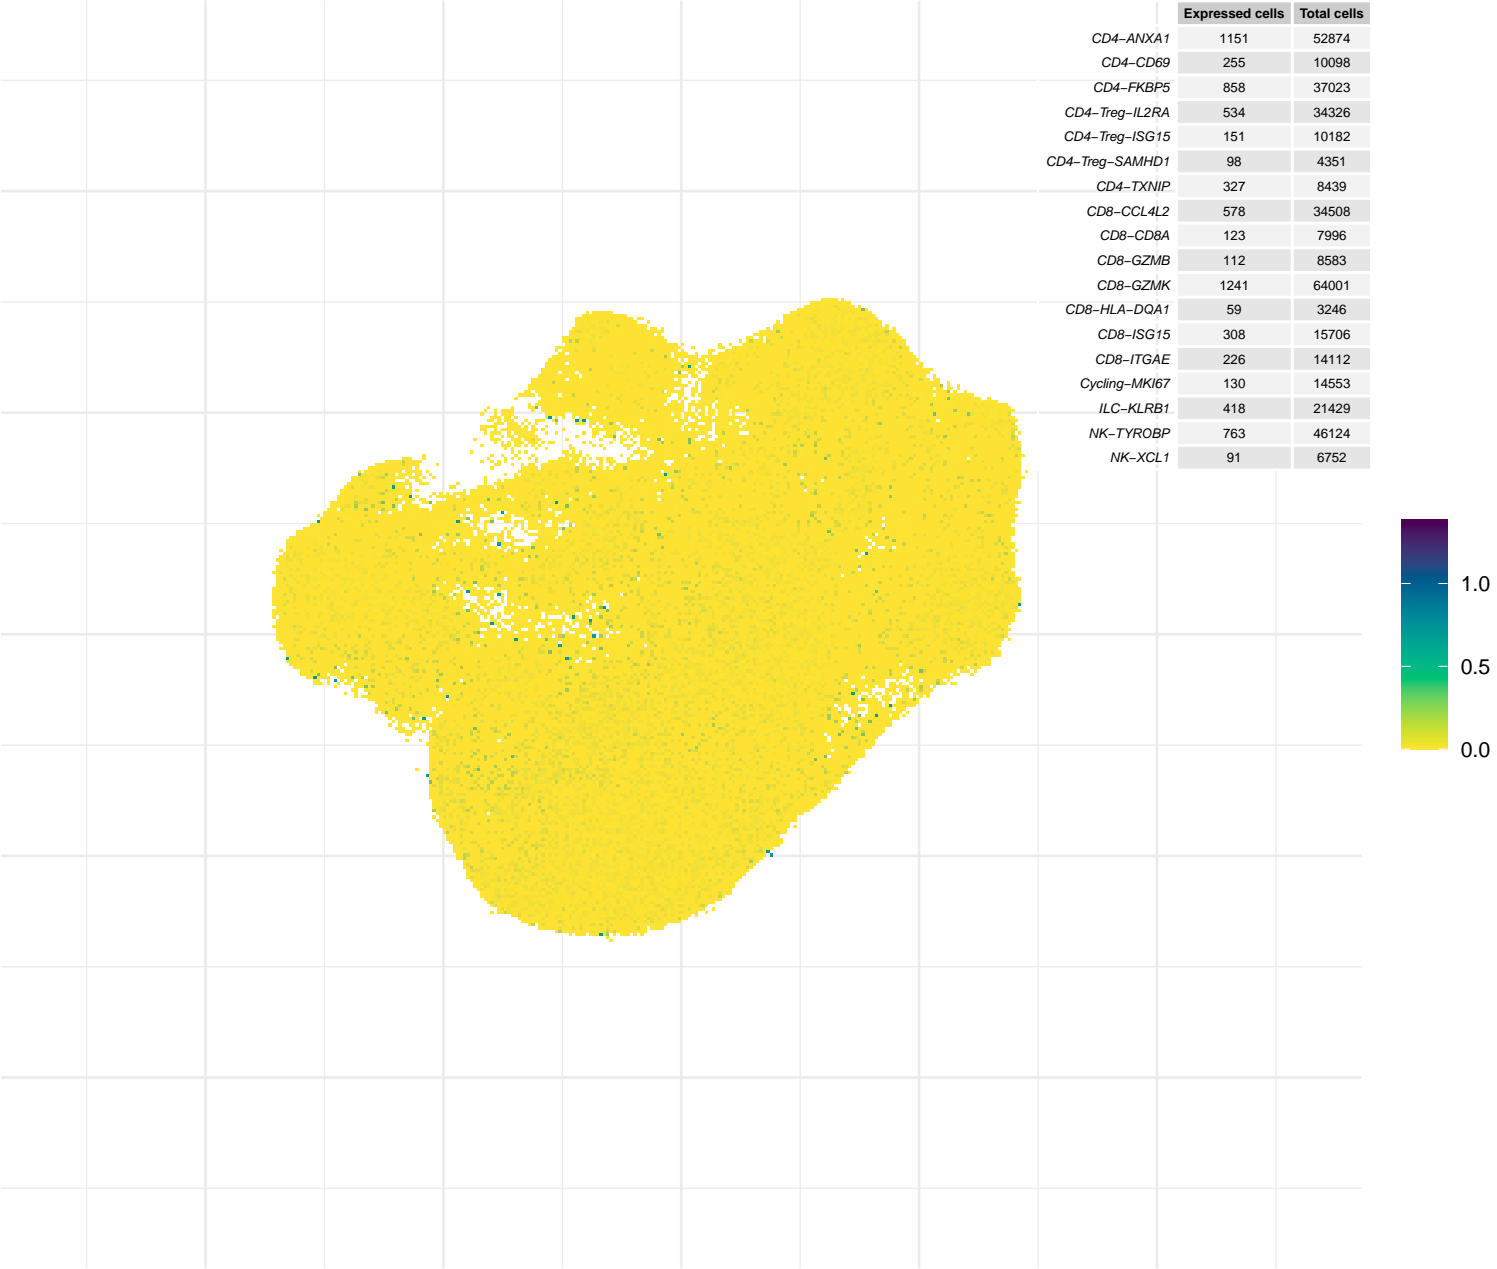 Expressed cells Total cells
CD4−ANXA1 1151 52874
CD4−CD69 255 10098
CD4−FKBP5 858 37023
CD4−Treg−IL2RA 534 34326
CD4−Treg−ISG15 151 10182
CD4−Treg−SAMHD1 98 4351
CD4−TXNIP 327 8439
CD8−CCL4L2 578 34508
CD8−CD8A 123 7996
CD8−GZMB 112 8583
CD8−GZMK 1241 64001
CD8−HLA−DQA1 59 3246
CD8−ISG15 308 15706
CD8−ITGAE 226 14112
Cycling−MKI67 130 14553
ILC−KLRB1 418 21429
NK−TYROBP 763 46124
NK−XCL1 91 6752
1.0
0.5
0.0